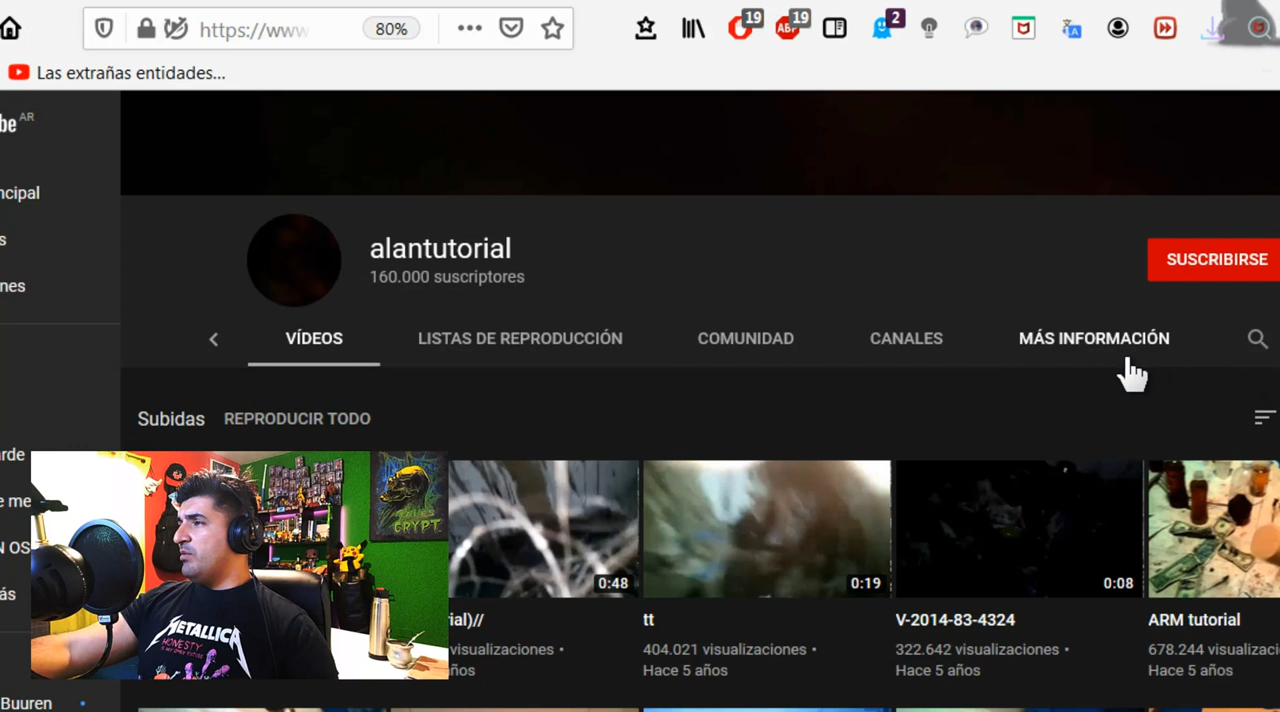 https://www
80%
19
19
ABP
2
Las extrañas entidades...
be AR
ncipal
s
nes
alantutorial
160.000 suscriptores
SUSCRIBIRSE
VÍDEOS
LISTAS DE REPRODUCCIÓN
COMUNIDAD
CANALES
MÁS INFORMACIÓN
Subidas
REPRODUCIR TODO
arde
e me
N OS
ás
Buuren
CRYPT
METALLICA
HONESTY
0:48
0:19
0:08
ial)//
tt
V-2014-83-4324
ARM tutorial
visualizaciones •
404.021 visualizaciones •
322.642 visualizaciones •
678.244 visualizaci
ños
Hace 5 años
Hace 5 años
Hace 5 años